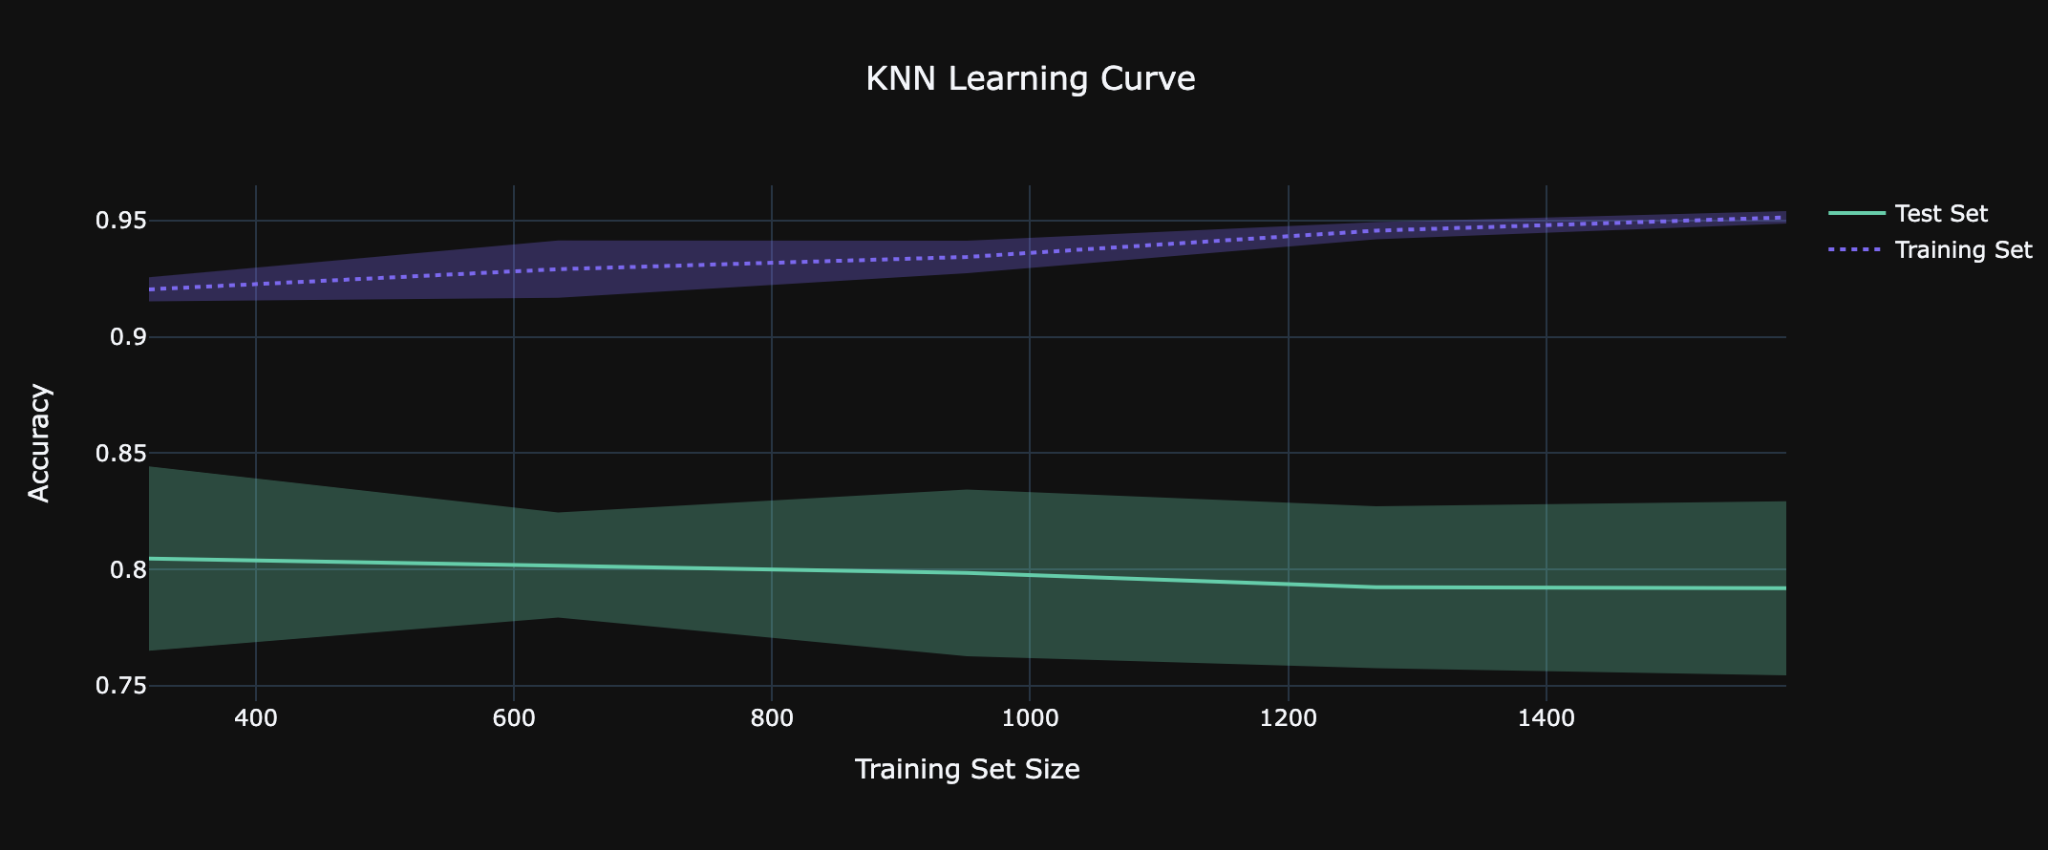 KNN Learning Curve
Test Set
Training Set
0.95
0.9
0.85
0.8
0.75
Accuracy
400 600 800 1000 1200 1400
Training Set Size